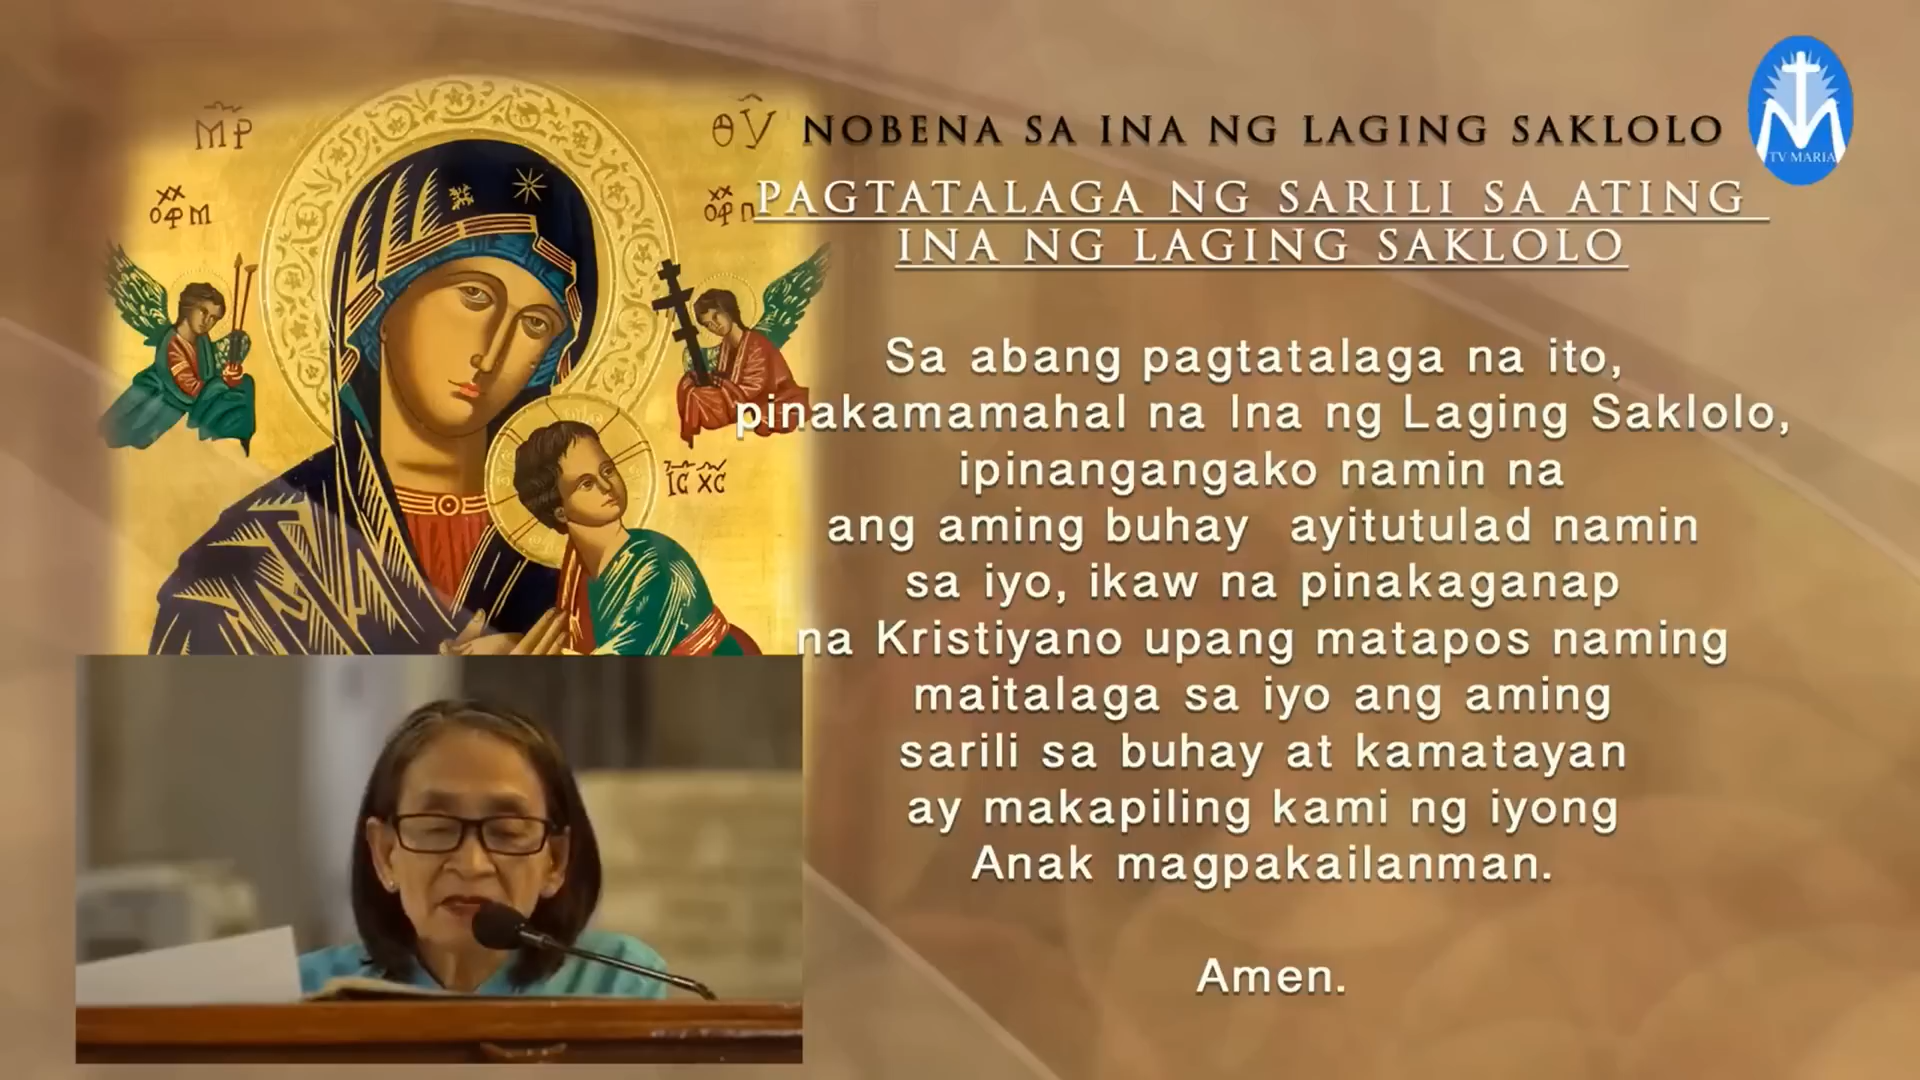 M͞P
ΘΥ
NOBENA SA INA NG LAGING SAKLOLO
TV MARIA
PAGTATALAGA NG SARILI SA ATING
INA NG LAGING SAKLOLO
Sa abang pagtatalaga na ito,
pinakamamahal na Ina ng Laging Saklolo,
ipinangangako namin na
IC XC
ang aming buhay ayitutulad namin
sa iyo, ikaw na pinakaganap
na Kristiyano upang matapos naming
maitalaga sa iyo ang aming
sarili sa buhay at kamatayan
ay makapiling kami ng iyong
Anak magpakailanman.
Amen.